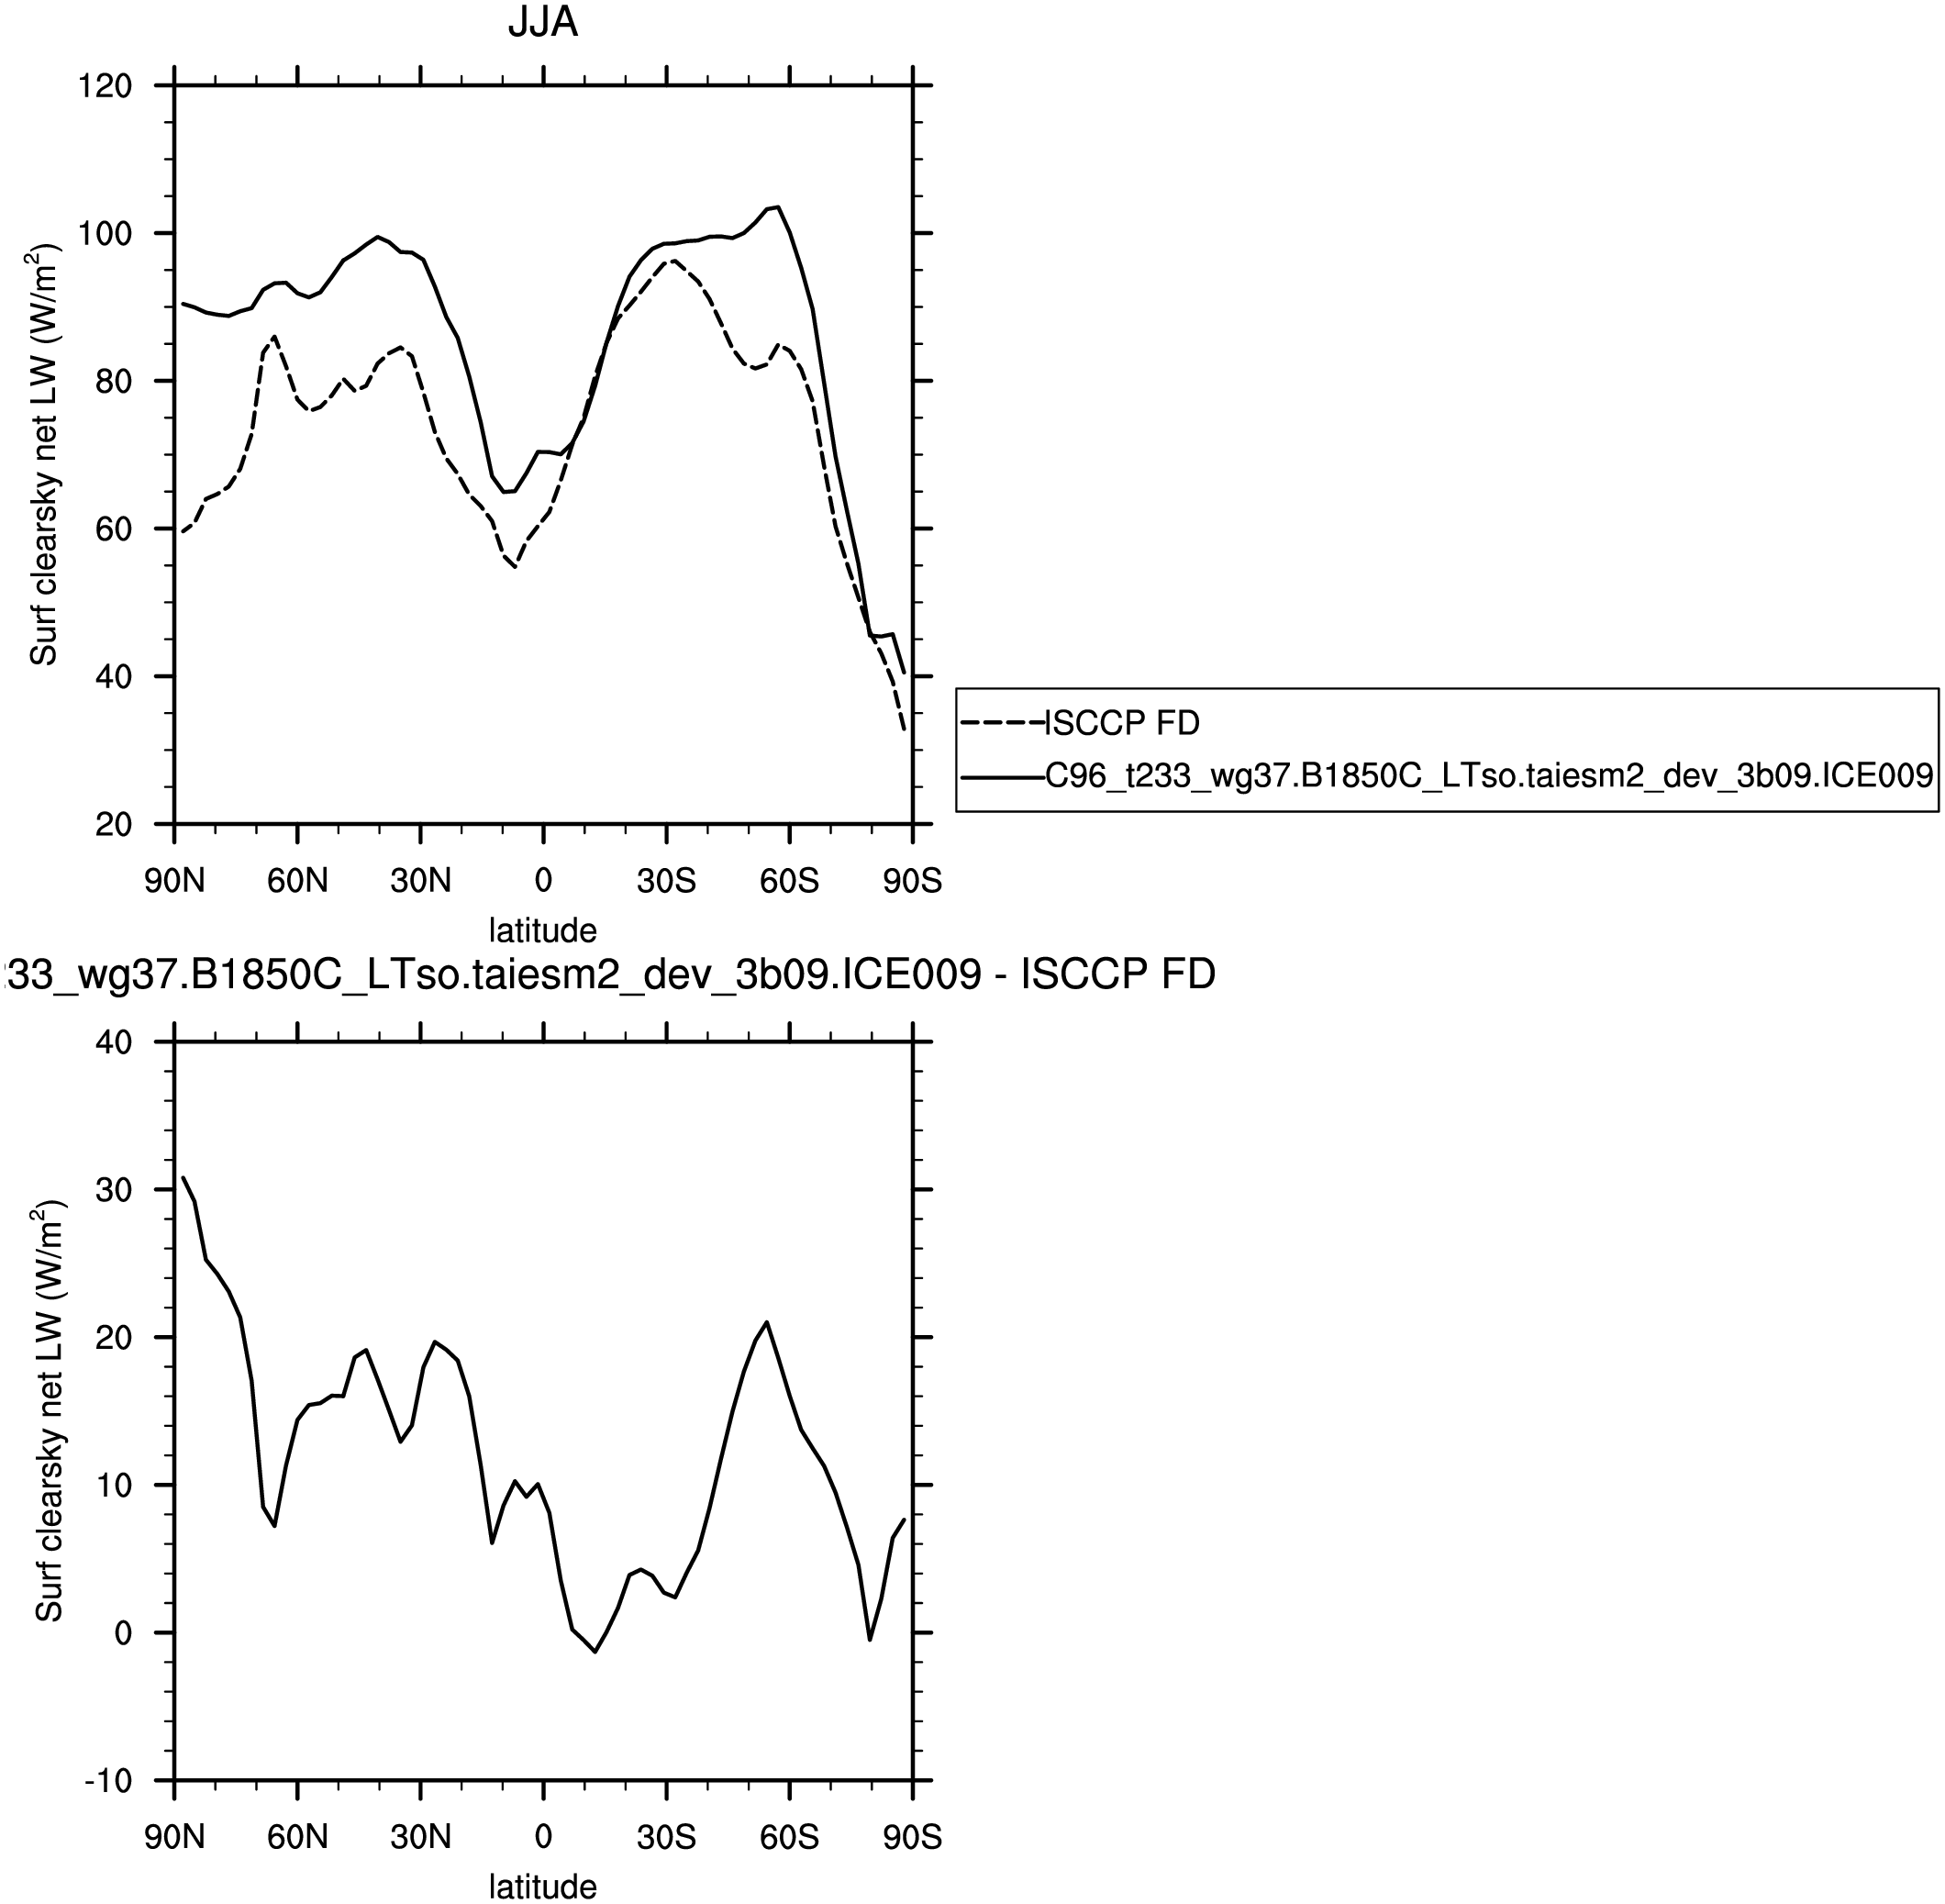 JJA
120
100
80
60
40
20
Surf clearsky net LW (W/m²)
90N 60N 30N 0 30S 60S 90S
latitude
ISCCP FD
C96_t233_wg37.B1850C_LTso.taiesm2_dev_3b09.ICE009
33_wg37.B1850C_LTso.taiesm2_dev_3b09.ICE009 - ISCCP FD
40
30
20
10
0
-10
Surf clearsky net LW (W/m²)
90N 60N 30N 0 30S 60S 90S
latitude